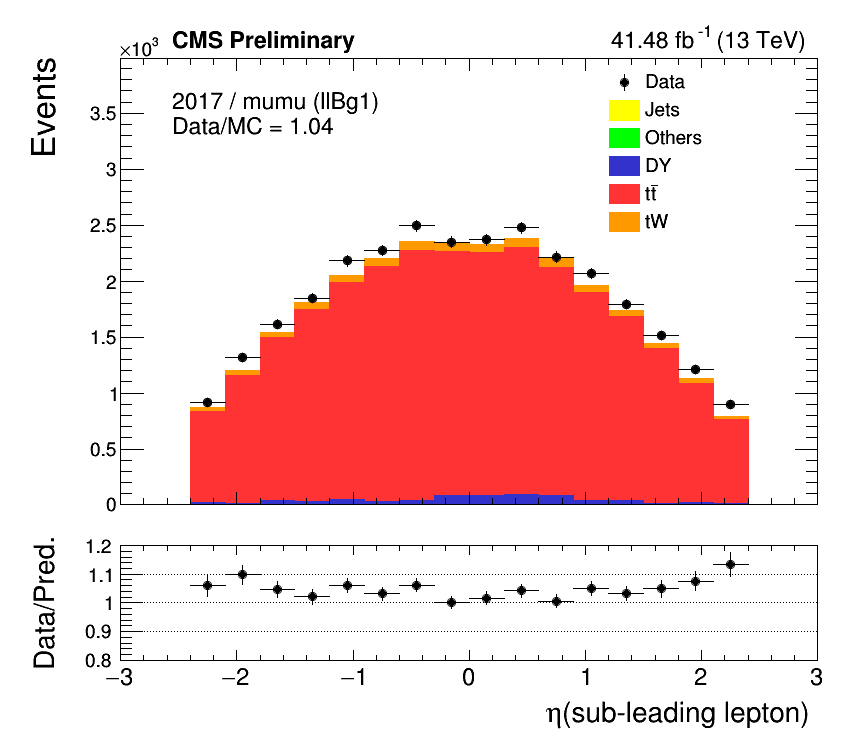 ×10³ CMS Preliminary 41.48 fb⁻¹ (13 TeV)
Events
2017 / mumu (llBg1)
Data/MC = 1.04
Data
Jets
Others
DY
tt̄
tW
3.5
3
2.5
2
1.5
1
0.5
0
Data/Pred.
1.2
1.1
1
0.9
0.8
−3 −2 −1 0 1 2 3
η(sub-leading lepton)